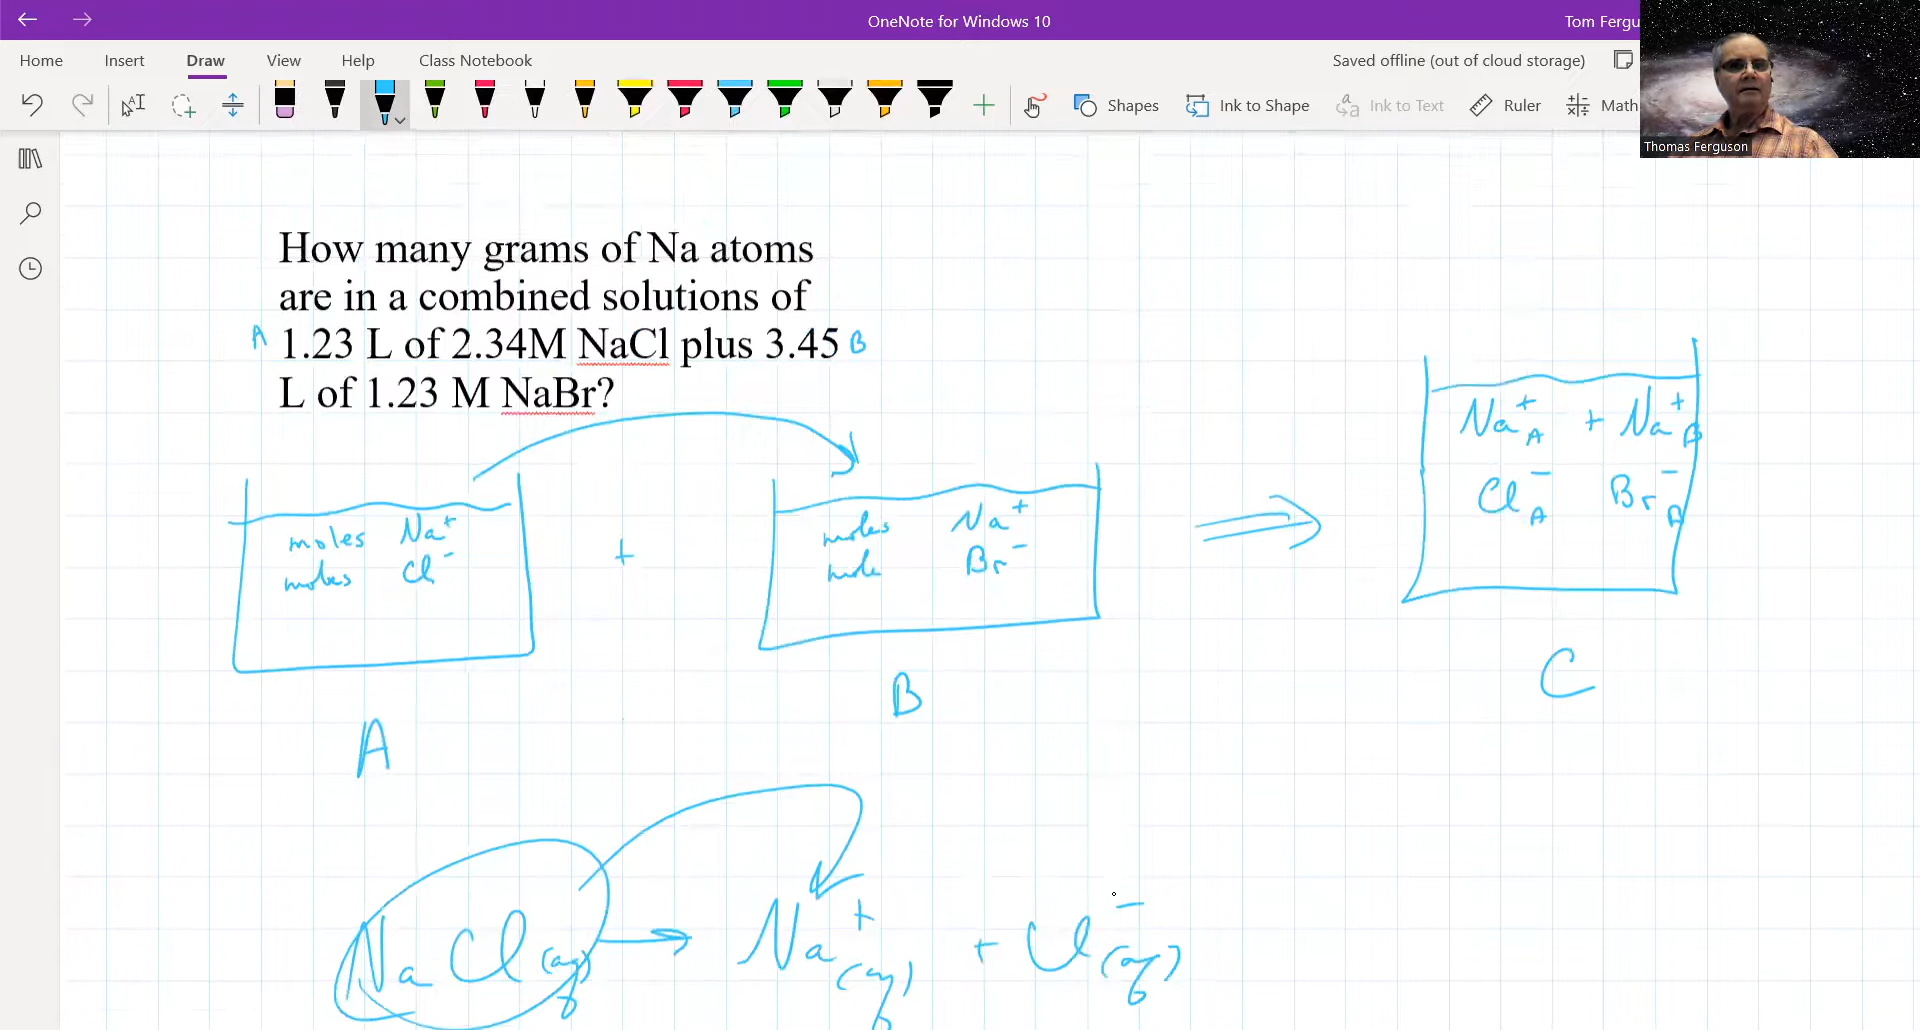 OneNote for Windows 10
Tom Fergu
Home Insert Draw View Help Class Notebook
Saved offline (out of cloud storage)
Shapes Ink to Shape Ink to Text Ruler Math
Thomas Ferguson
How many grams of Na atoms
are in a combined solutions of
A 1.23 L of 2.34M NaCl plus 3.45 B
L of 1.23 M NaBr?
moles Na⁺
moles Cl⁻
A
+
moles Na⁺
mole Br⁻
B
Na⁺A + Na⁺B
Cl⁻A Br⁻A
C
NaCl(aq) → Na⁺(aq) + Cl⁻(aq)